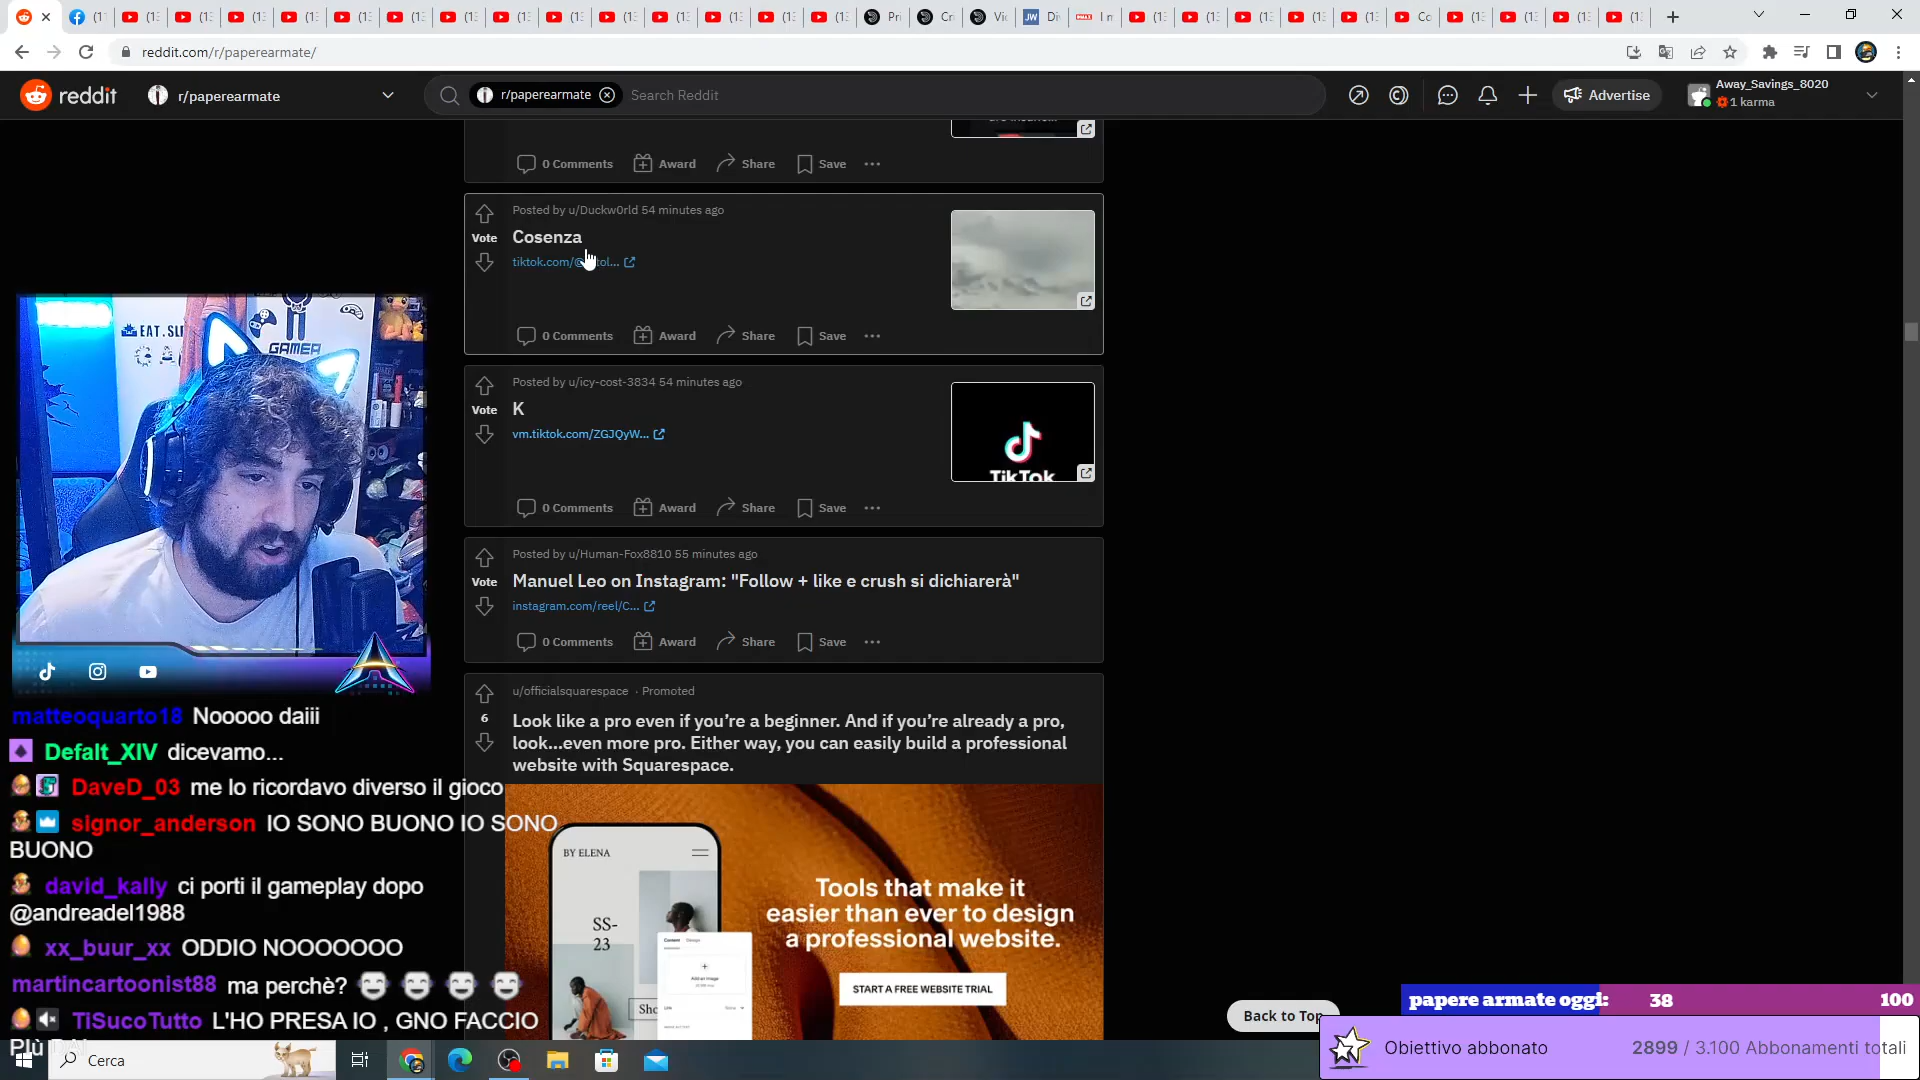 reddit.com/r/paperearmate/
reddit
r/paperearmate
r/paperearmate
Search Reddit
Advertise
Away_Savings_8020
1 karma
0 Comments
Award
Share
Save
Posted by u/Duckw0rld 54 minutes ago
Vote
Cosenza
0 Comments
Award
Share
Save
Posted by u/icy-cost-3834 54 minutes ago
Vote
K
vm.tiktok.com/ZGJQyW...
TikTok
0 Comments
Award
Share
Save
Posted by u/Human-Fox8810 55 minutes ago
Vote
Manuel Leo on Instagram: "Follow + like e crush si dichiarerà"
instagram.com/reel/C...
0 Comments
Award
Share
Save
u/officialsquarespace · Promoted
6
Look like a pro even if you're a beginner. And if you're already a pro,
look...even more pro. Either way, you can easily build a professional
website with Squarespace.
BY ELENA
SS-
23
Tools that make it
easier than ever to design
a professional website.
START A FREE WEBSITE TRIAL
Back to Top
GAMER
matteoquarto18 Nooooo daiii
Defalt_XIV dicevamo...
DaveD_03 me lo ricordavo diverso il gioco
signor_anderson IO SONO BUONO IO SONO
BUONO
david_kally ci porti il gameplay dopo
@andreadel1988
xx_buur_xx ODDIO NOOOOOOO
martincartoonist88 ma perchè?
TiSucoTutto L'HO PRESA IO , GNO FACCIO
papere armate oggi: 38 100
Obiettivo abbonato 2899 / 3.100 Abbonamenti totali
Cerca